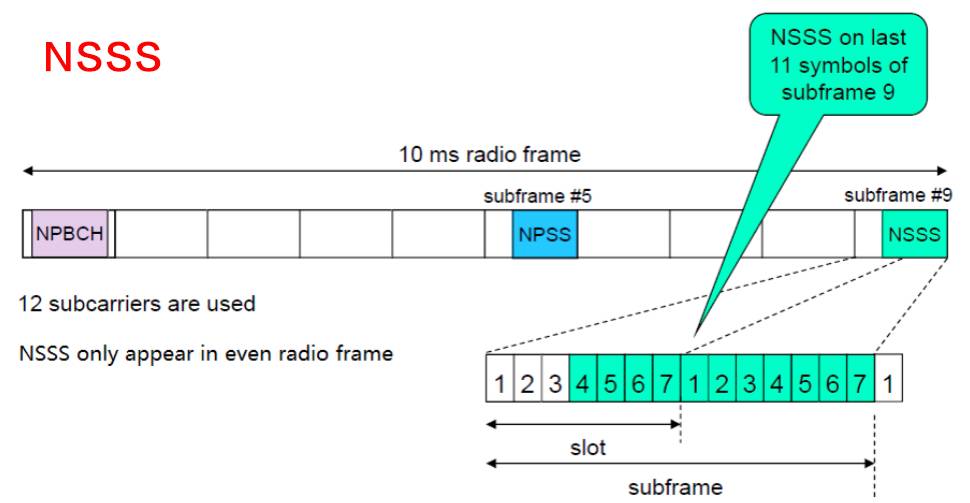 NSSS
NSSS on last
11 symbols of
subframe 9
10 ms radio frame
subframe #5
subframe #9
NPBCH
NPSS
NSSS
12 subcarriers are used
NSSS only appear in even radio frame
1 2 3 4 5 6 7 1 2 3 4 5 6 7 1
slot
subframe